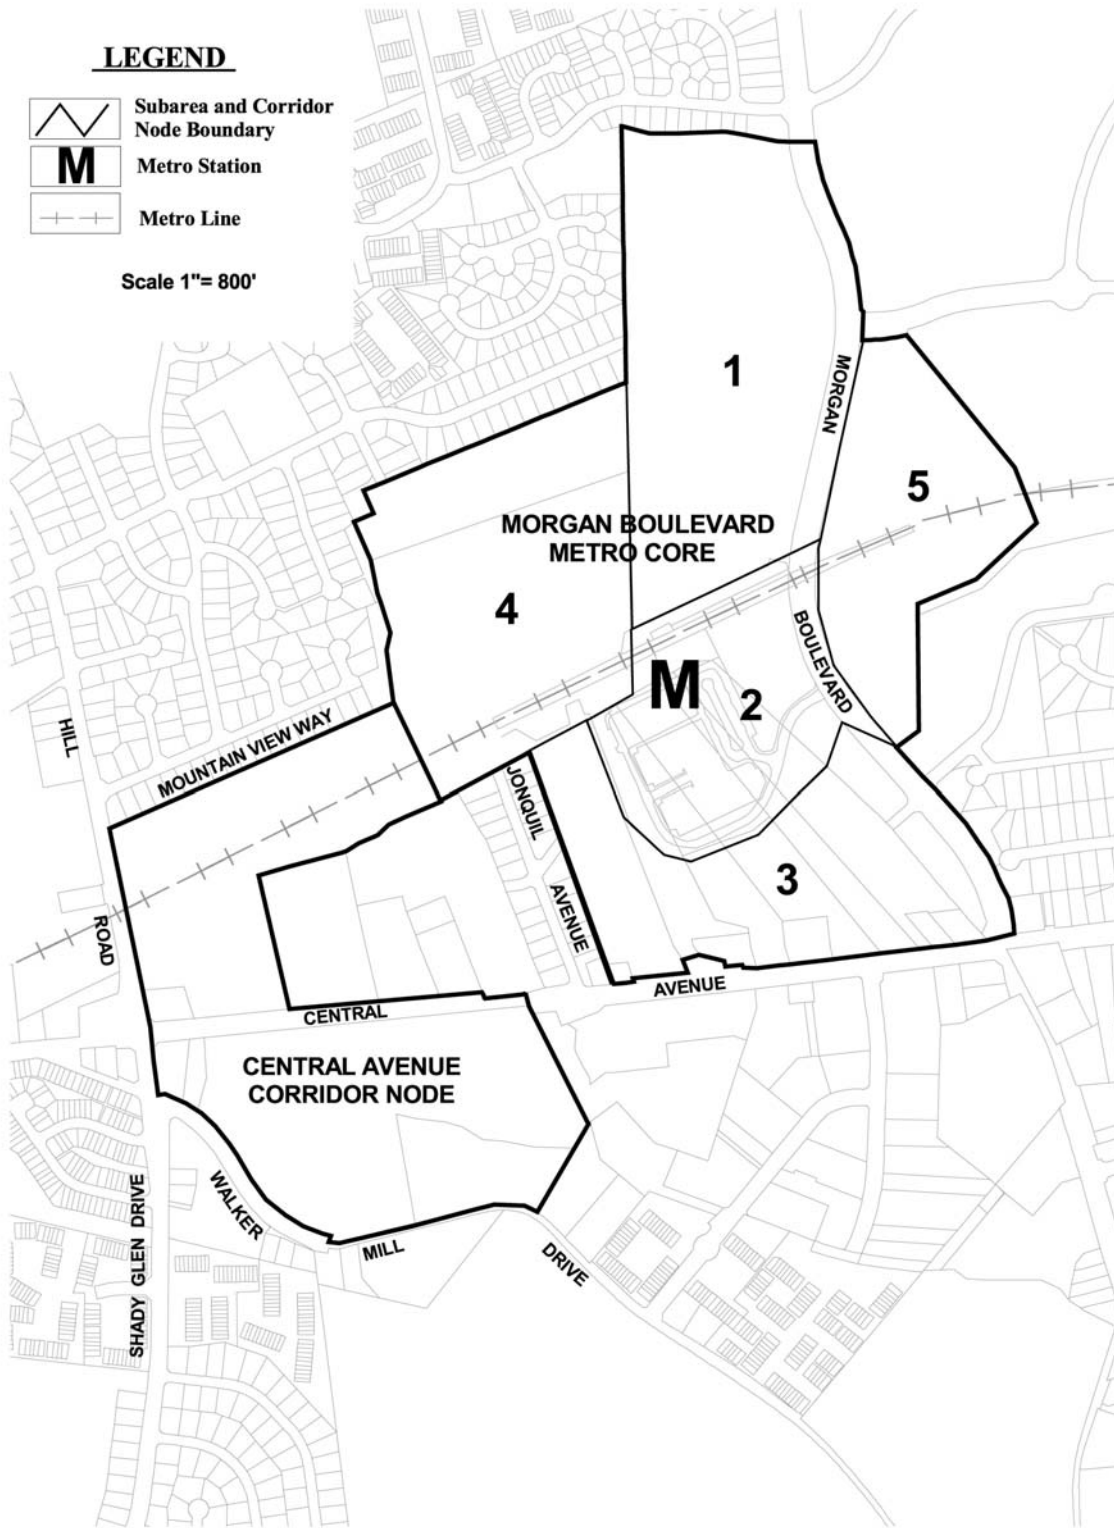 LEGEND
Subarea and Corridor
Node Boundary
M
Metro Station
Metro Line
Scale 1"= 800'
1
MORGAN
5
MORGAN BOULEVARD
METRO CORE
4
BOULEVARD
M
2
HILL
MOUNTAIN VIEW WAY
JONQUIL
3
AVENUE
ROAD
AVENUE
CENTRAL
CENTRAL AVENUE
CORRIDOR NODE
WALKER
SHADY GLEN DRIVE
MILL
DRIVE